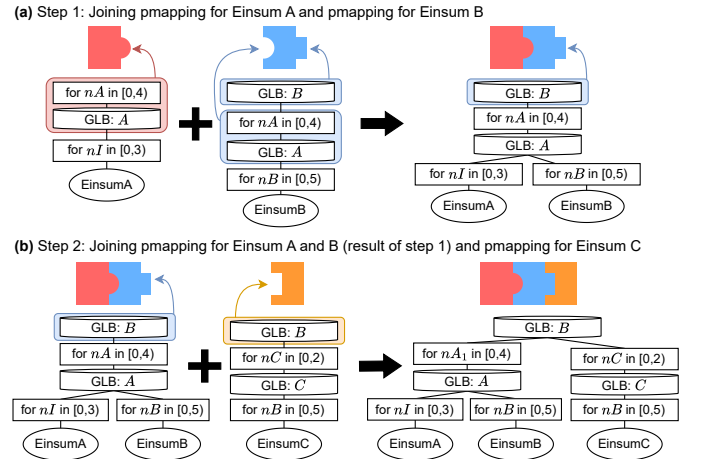 (a) Step 1: Joining pmapping for Einsum A and pmapping for Einsum B
for nA in [0,4)
GLB: A
for nI in [0,3)
EinsumA
GLB: B
for nA in [0,4)
GLB: A
for nB in [0,5)
EinsumB
GLB: B
for nA in [0,4)
GLB: A
for nI in [0,3) for nB in [0,5)
EinsumA EinsumB
(b) Step 2: Joining pmapping for Einsum A and B (result of step 1) and pmapping for Einsum C
GLB: B
for nA in [0,4)
GLB: A
for nI in [0,3) for nB in [0,5)
EinsumA EinsumB
GLB: B
for nC in [0,2)
GLB: C
for nB in [0,5)
EinsumC
GLB: B
for nA₁ in [0,4) for nC in [0,2)
GLB: A GLB: C
for nI in [0,3) for nB in [0,5) for nB in [0,5)
EinsumA EinsumB EinsumC